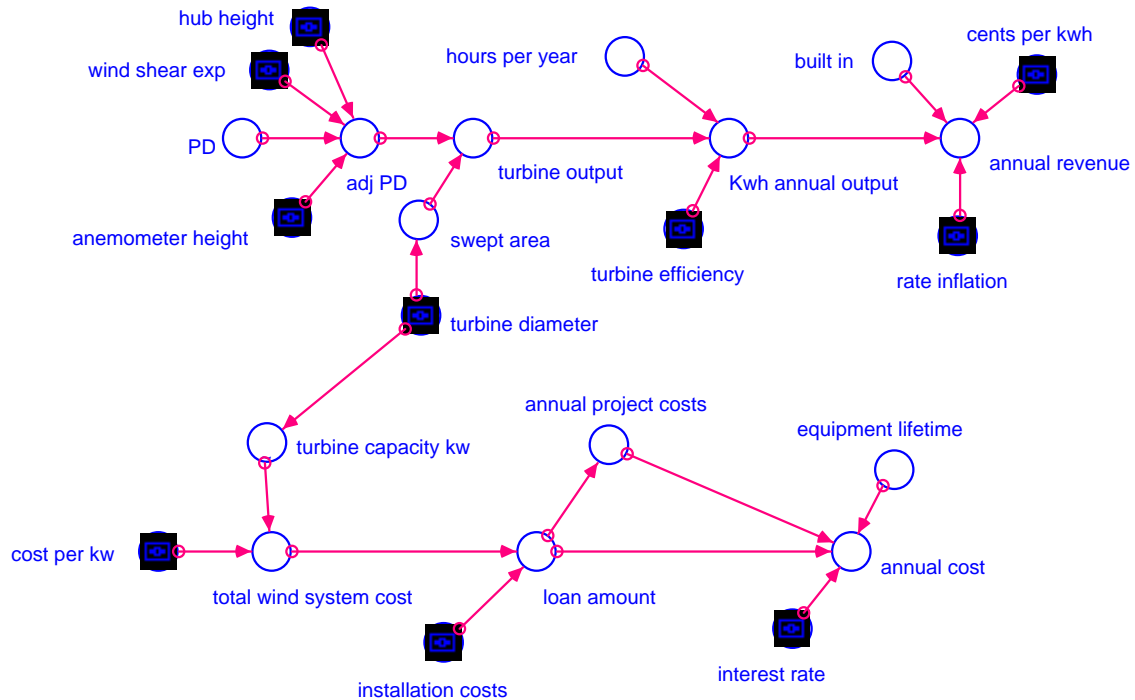 hub height
cents per kwh
hours per year
built in
wind shear exp
PD
adj PD
turbine output
Kwh annual output
annual revenue
anemometer height
swept area
turbine efficiency
rate inflation
turbine diameter
annual project costs
equipment lifetime
turbine capacity kw
cost per kw
annual cost
total wind system cost
loan amount
interest rate
installation costs